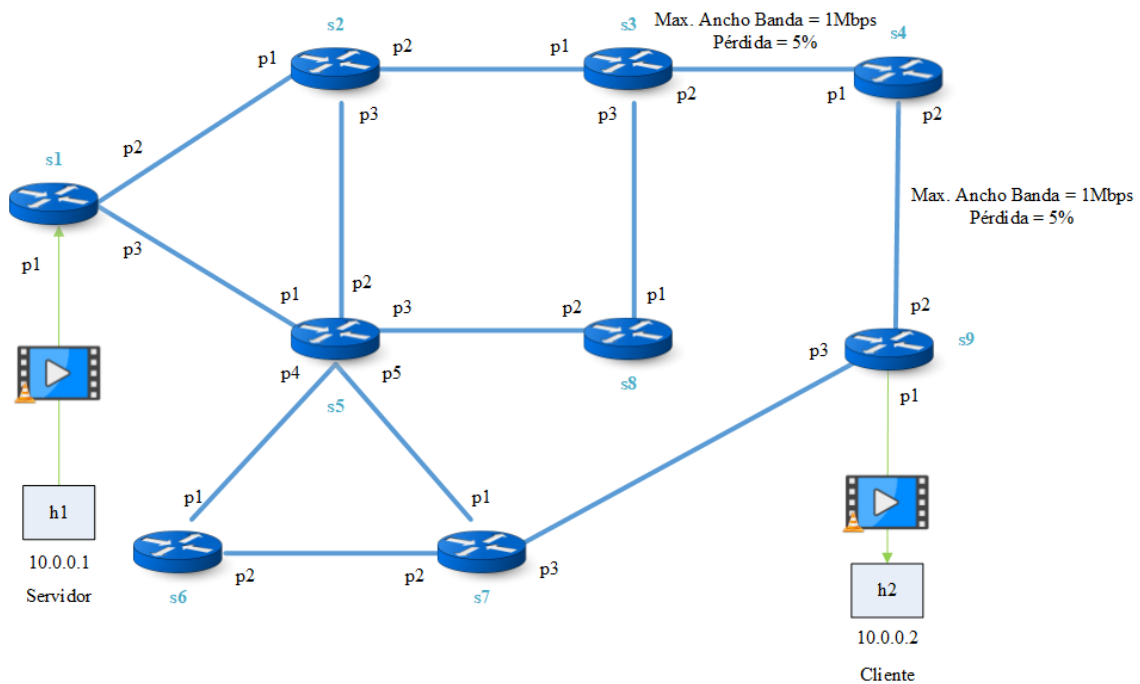 Max. Ancho Banda = 1Mbps
Pérdida = 5%
s2
s3
s4
p1
p2
p1
p2
p1
p2
p3
p3
s1
p2
p3
p1
Max. Ancho Banda = 1Mbps
Pérdida = 5%
p1
p2
p3
p2
p1
p2
s9
p3
p1
p4
p5
s5
s8
p1
p1
h1
10.0.0.1
Servidor
p2
s6
p2
s7
p3
h2
10.0.0.2
Cliente